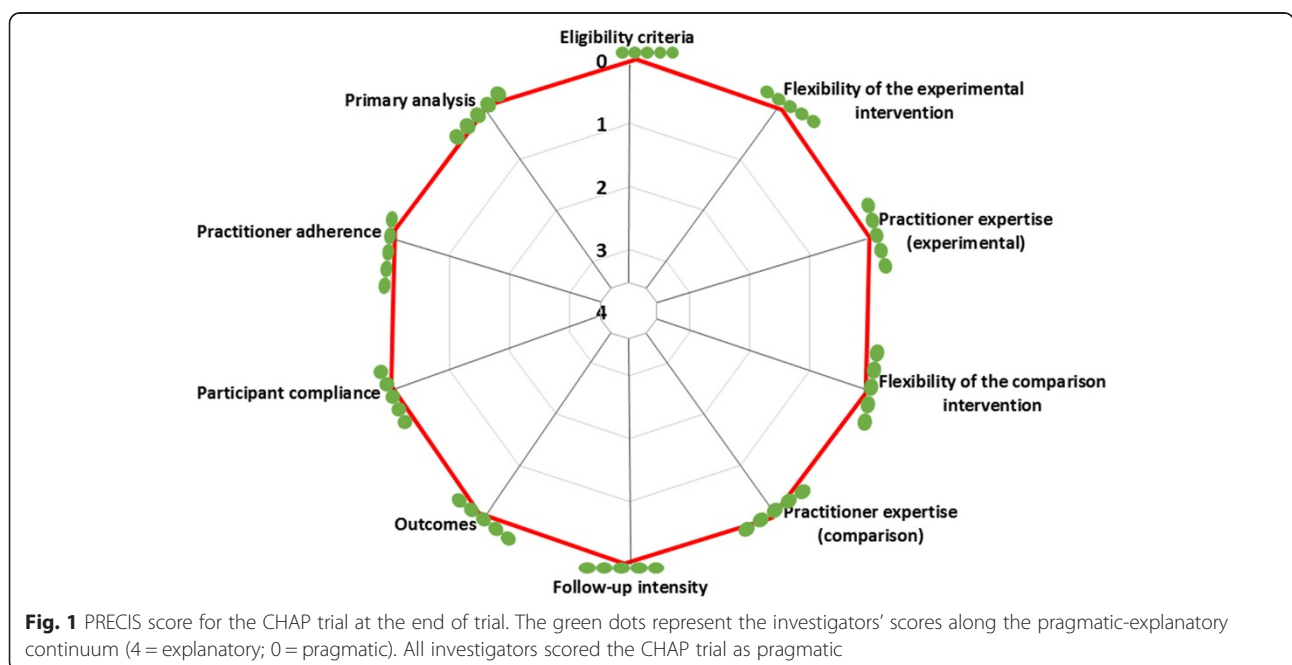 Eligibility criteria
0
Primary analysis
Flexibility of the experimental
intervention
1
2
Practitioner adherence
Practitioner expertise
(experimental)
3
4
Participant compliance
Flexibility of the comparison
intervention
Outcomes
Practitioner expertise
(comparison)
Follow-up intensity
Fig. 1 PRECIS score for the CHAP trial at the end of trial. The green dots represent the investigators' scores along the pragmatic-explanatory
continuum (4 = explanatory; 0 = pragmatic). All investigators scored the CHAP trial as pragmatic